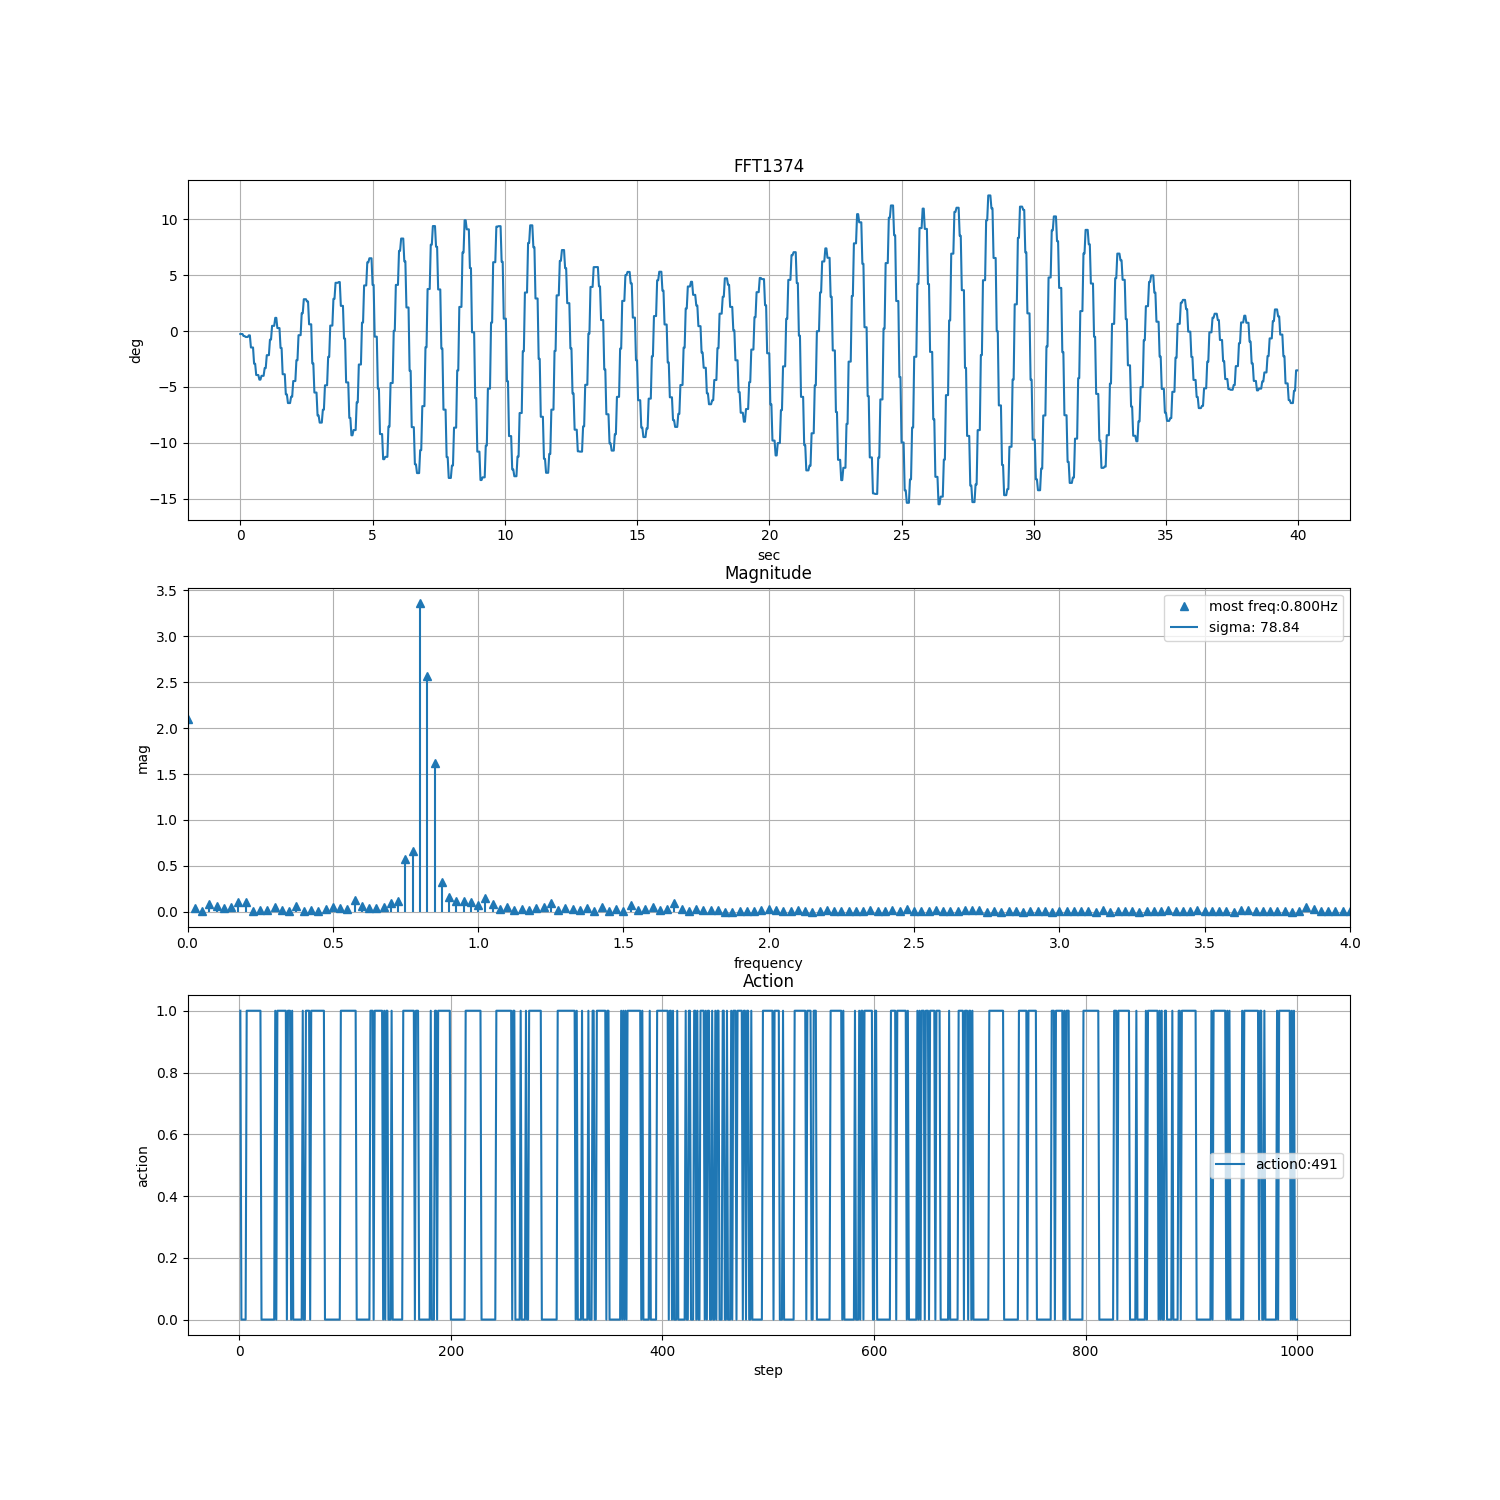 FFT1374
10
5
0
−5
−10
−15
deg
0 5 10 15 20 25 30 35 40
sec
Magnitude
3.5
3.0
2.5
2.0
1.5
1.0
0.5
0.0
mag
most freq:0.800Hz
sigma: 78.84
0.0 0.5 1.0 1.5 2.0 2.5 3.0 3.5 4.0
frequency
Action
1.0
0.8
0.6
0.4
0.2
0.0
action
action0:491
0 200 400 600 800 1000
step